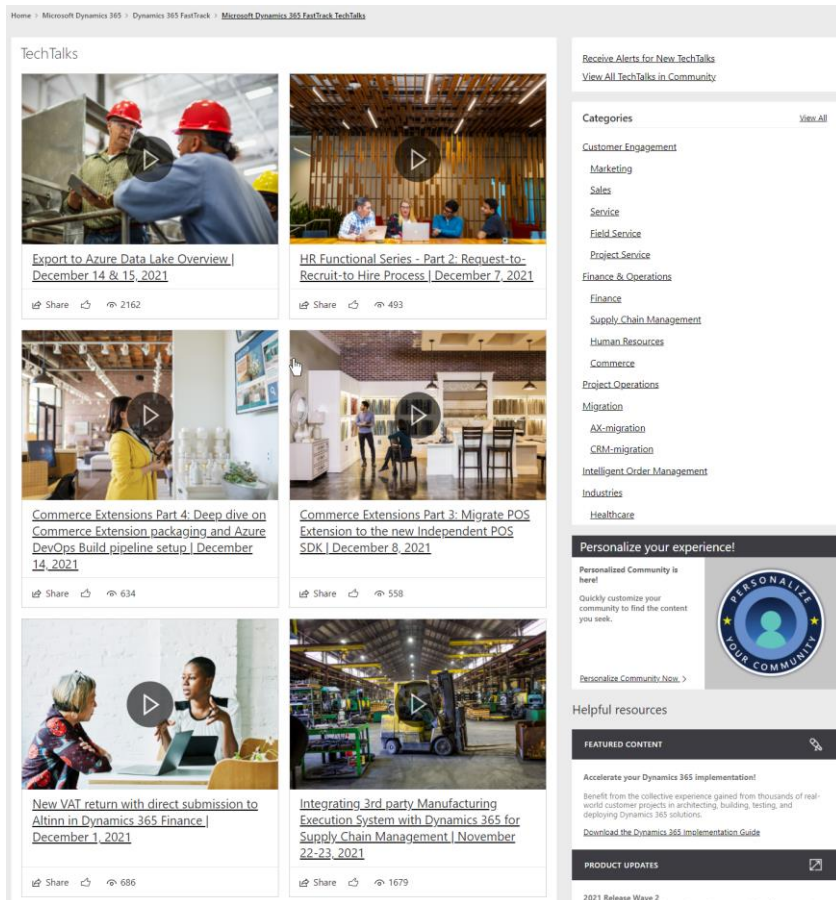 Home > Microsoft Dynamics 365 > Dynamics 365 FastTrack > Microsoft Dynamics 365 FastTrack TechTalks
TechTalks
Export to Azure Data Lake Overview |
December 14 & 15, 2021
Share 2162
HR Functional Series - Part 2: Request-to-
Recruit-to Hire Process | December 7, 2021
Share 493
Commerce Extensions Part 4: Deep dive on
Commerce Extension packaging and Azure
DevOps Build pipeline setup | December
14, 2021
Share 634
Commerce Extensions Part 3: Migrate POS
Extension to the new Independent POS
SDK | December 8, 2021
Share 558
New VAT return with direct submission to
Altinn in Dynamics 365 Finance |
December 1, 2021
Share 686
Integrating 3rd party Manufacturing
Execution System with Dynamics 365 for
Supply Chain Management | November
22-23, 2021
Share 1679
Receive Alerts for New TechTalks
View All TechTalks in Community
Categories View All
Customer Engagement
Marketing
Sales
Service
Field Service
Project Service
Finance & Operations
Finance
Supply Chain Management
Human Resources
Commerce
Project Operations
Migration
AX-migration
CRM-migration
Intelligent Order Management
Industries
Healthcare
Personalize your experience!
Personalized Community is
here!
Quickly customize your
community to find the content
you seek.
Personalize Community Now >
PERSONALIZE
YOUR COMMUNITY
Helpful resources
FEATURED CONTENT
Accelerate your Dynamics 365 implementation!
Benefit from the collective experience gained from thousands of real-
world customer projects in architecting, building, testing, and
deploying Dynamics 365 solutions.
Download the Dynamics 365 Implementation Guide
PRODUCT UPDATES
2021 Release Wave 2